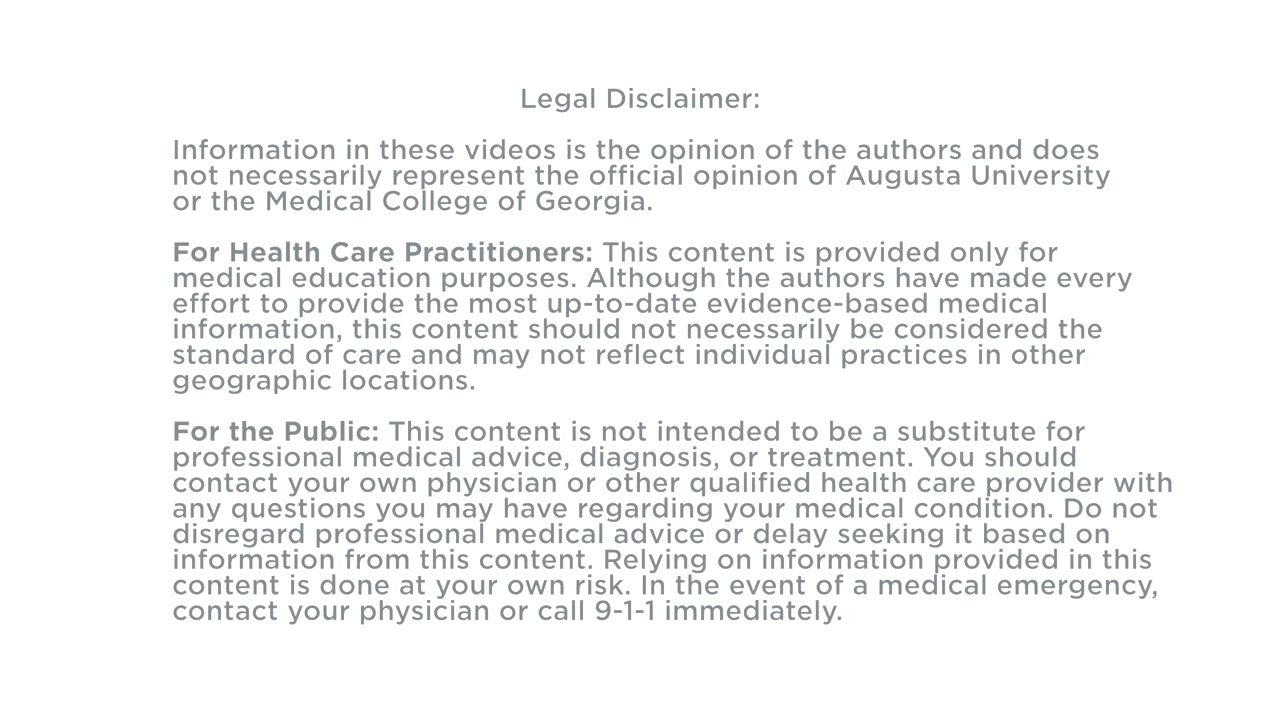 Legal Disclaimer:
Information in these videos is the opinion of the authors and does
not necessarily represent the official opinion of Augusta University
or the Medical College of Georgia.
For Health Care Practitioners: This content is provided only for
medical education purposes. Although the authors have made every
effort to provide the most up-to-date evidence-based medical
information, this content should not necessarily be considered the
standard of care and may not reflect individual practices in other
geographic locations.
For the Public: This content is not intended to be a substitute for
professional medical advice, diagnosis, or treatment. You should
contact your own physician or other qualified health care provider with
any questions you may have regarding your medical condition. Do not
disregard professional medical advice or delay seeking it based on
information from this content. Relying on information provided in this
content is done at your own risk. In the event of a medical emergency,
contact your physician or call 9-1-1 immediately.